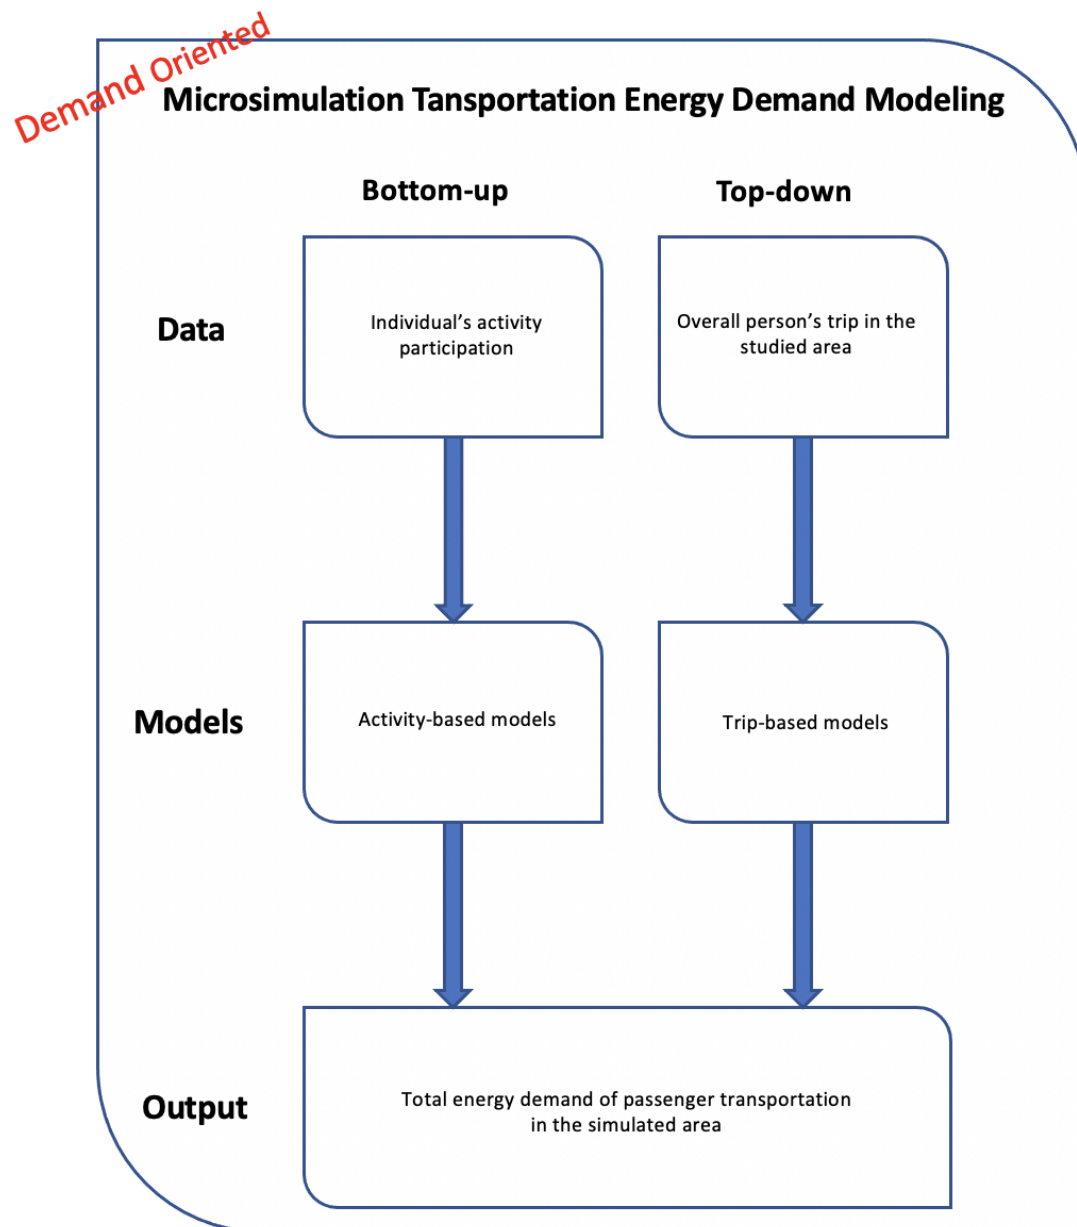 Demand Oriented
Microsimulation Tansportation Energy Demand Modeling
Bottom-up
Top-down
Data
Individual's activity
participation
Overall person's trip in the
studied area
Models
Activity-based models
Trip-based models
Output
Total energy demand of passenger transportation
in the simulated area